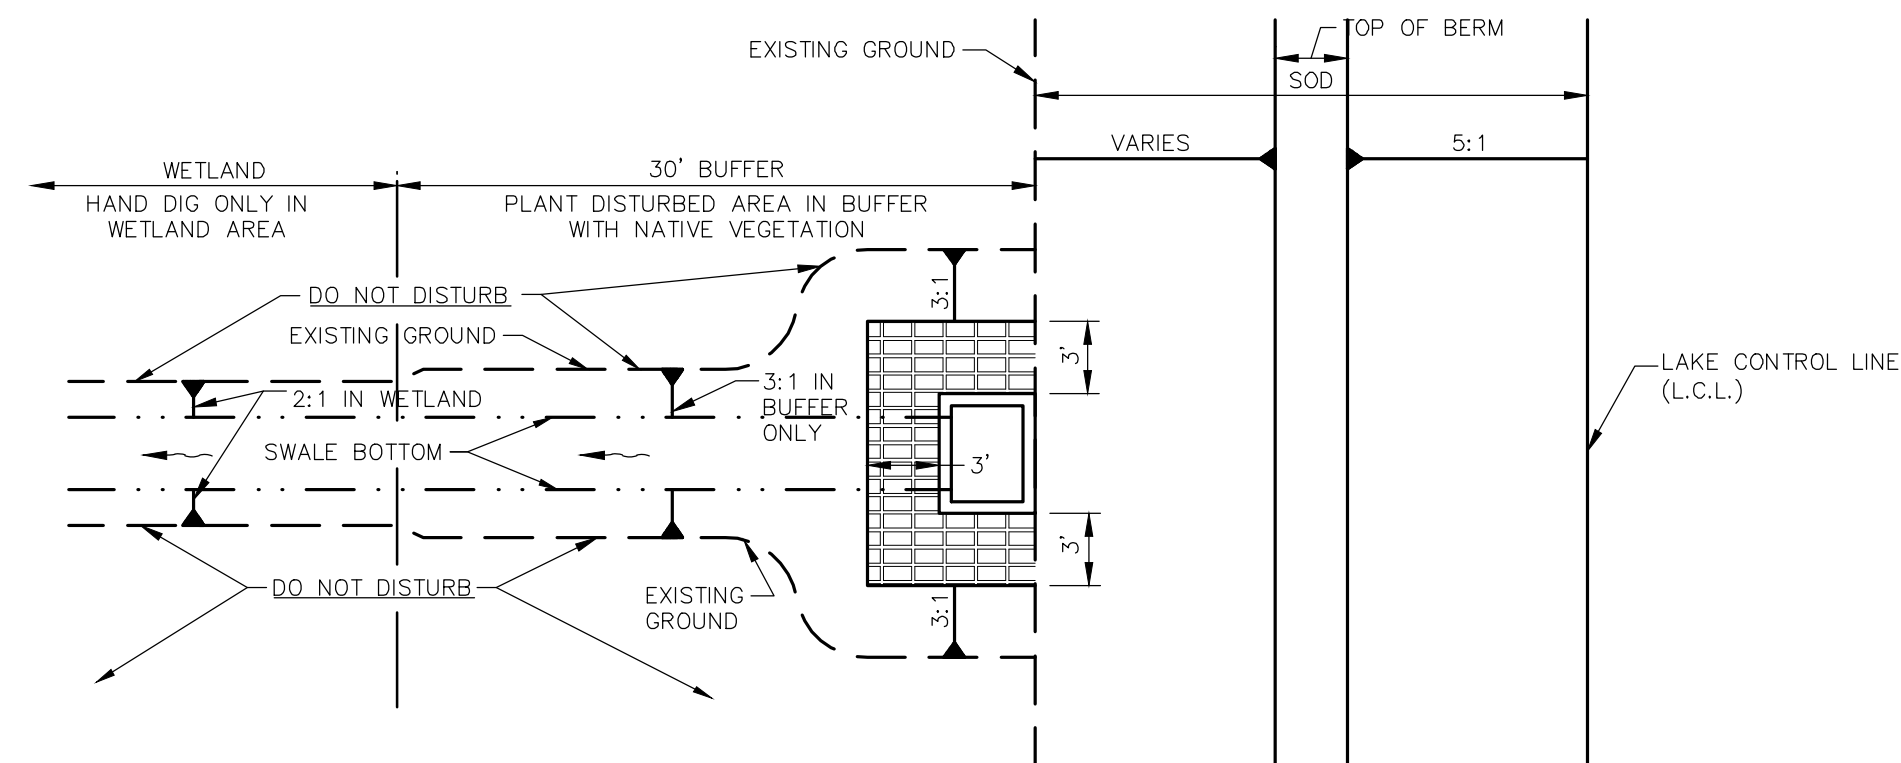 TOP OF BERM
EXISTING GROUND
SOD
VARIES
5:1
WETLAND
30' BUFFER
HAND DIG ONLY IN
WETLAND AREA
PLANT DISTURBED AREA IN BUFFER
WITH NATIVE VEGETATION
3:1
DO NOT DISTURB
EXISTING GROUND
3'
LAKE CONTROL LINE
(L.C.L.)
2:1 IN WETLAND
3:1 IN
BUFFER
ONLY
SWALE BOTTOM
3'
3'
DO NOT DISTURB
EXISTING
GROUND
3:1